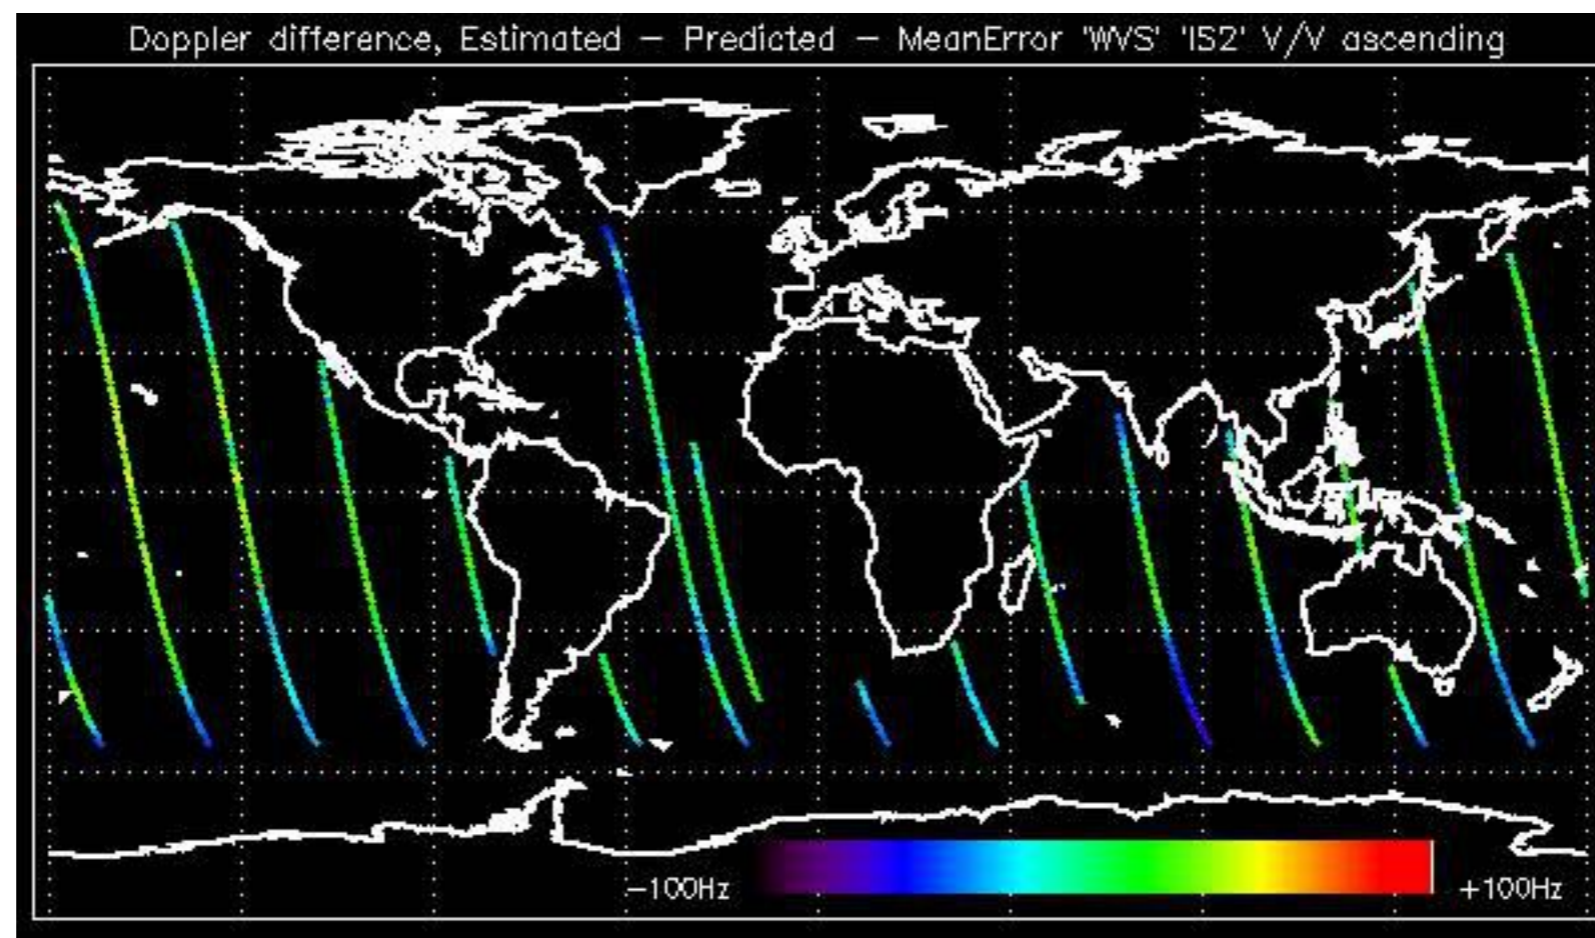 Doppler difference, Estimated – Predicted – MeanError 'WVS' 'IS2' V/V ascending
–100Hz
+100Hz